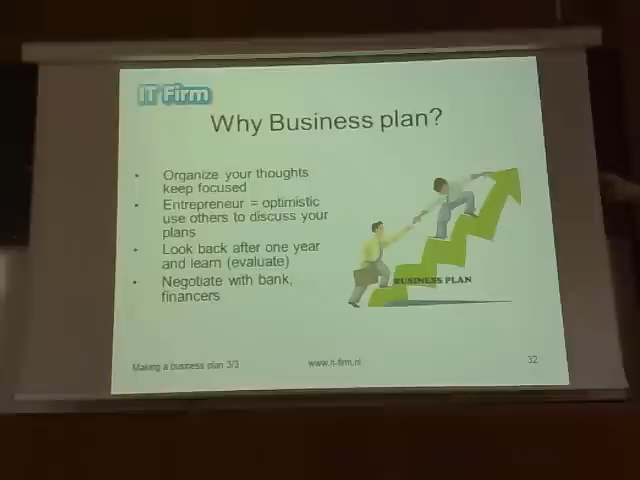 IT Firm
Why Business plan?
• Organize your thoughts
keep focused
• Entrepreneur = optimistic
use others to discuss your
plans
• Look back after one year
and learn (evaluate)
• Negotiate with bank,
financers
BUSINESS PLAN
Making a business plan 3/3
www.it-firm.nl
32